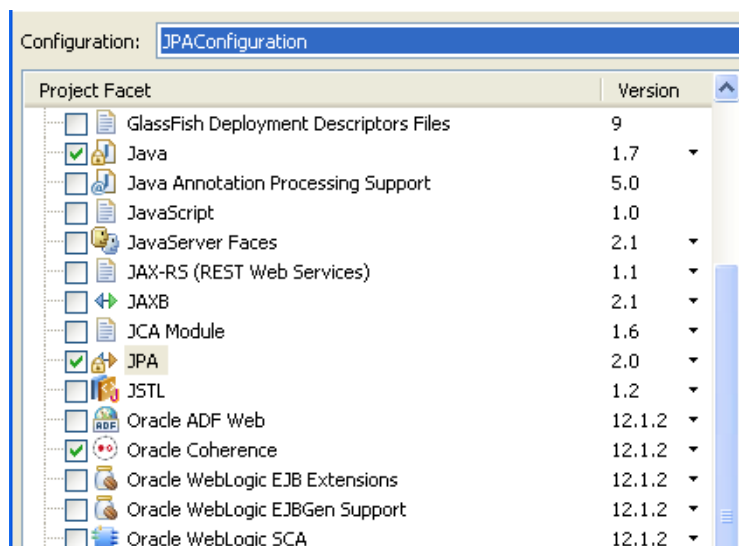 Configuration: JPAConfiguration
Project Facet Version
GlassFish Deployment Descriptors Files 9
Java 1.7
Java Annotation Processing Support 5.0
JavaScript 1.0
JavaServer Faces 2.1
JAX-RS (REST Web Services) 1.1
JAXB 2.1
JCA Module 1.6
JPA 2.0
JSTL 1.2
ADF Oracle ADF Web 12.1.2
Oracle Coherence 12.1.2
Oracle WebLogic EJB Extensions 12.1.2
Oracle WebLogic EJBGen Support 12.1.2
Oracle WebLogic SCA 12.1.2